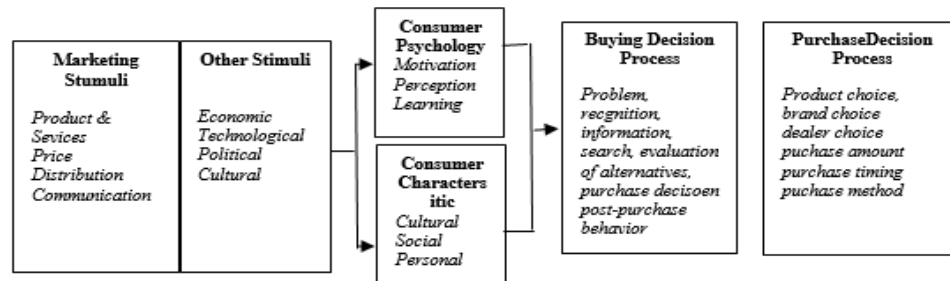 Marketing
Stumuli
Product &
Sevices
Price
Distribution
Communication
Other Stimuli
Economic
Technological
Political
Cultural
Consumer
Psychology
Motivation
Perception
Learning
Consumer
Characters
itic
Cultural
Social
Personal
Buying Decision
Process
Problem,
recgnition,
information,
search, evaluation
of alternatives,
purchase decisoen
post-purchase
behavior
PurchaseDecision
Process
Product choice,
brand choice
dealer choice
puchase amount
purchase timing
puchase method